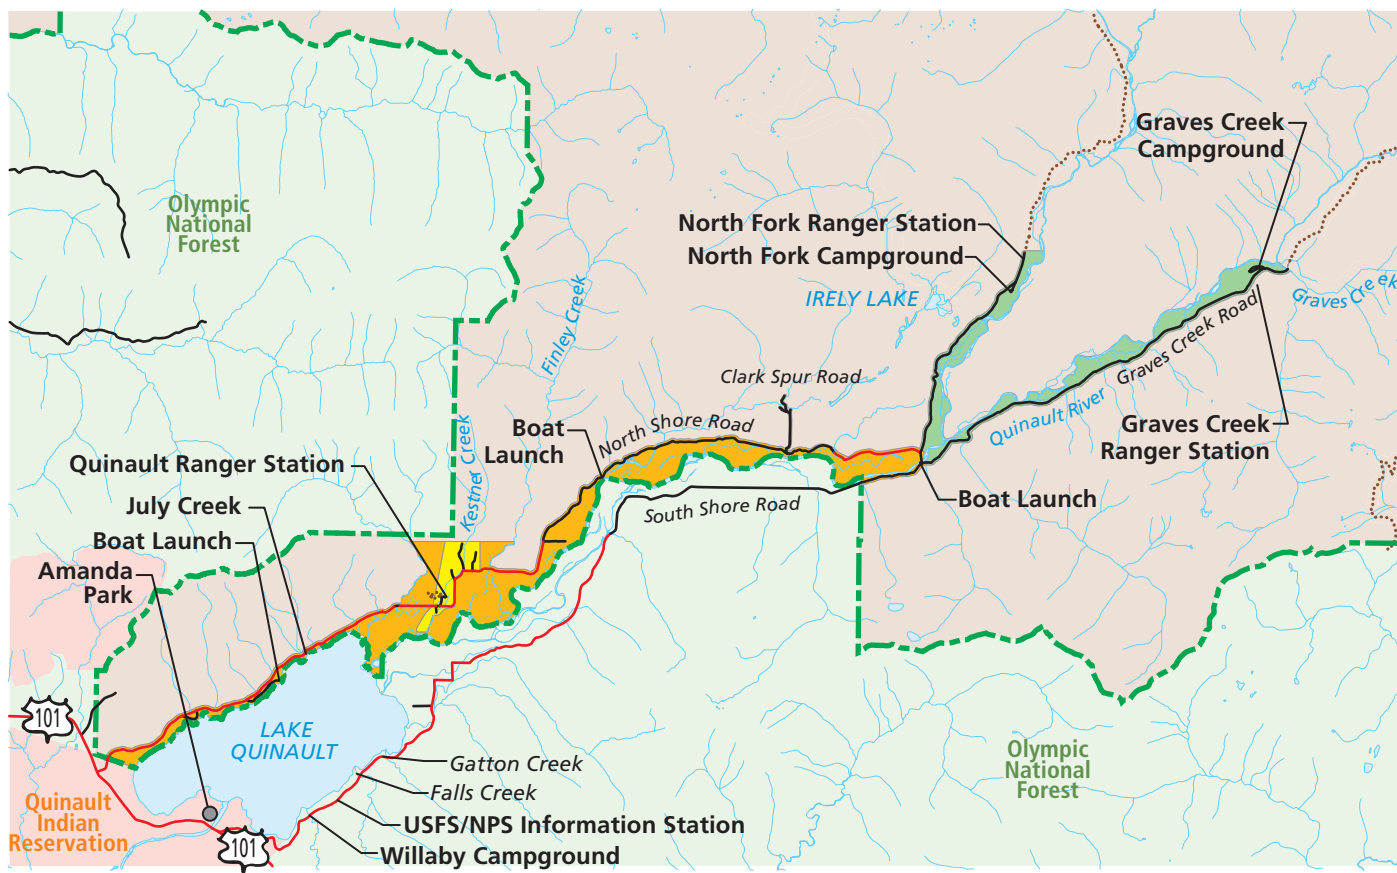 Graves Creek
Campground
Olympic
National
Forest
North Fork Ranger Station
North Fork Campground
IRELY LAKE
Graves Creek
Finley Creek
Graves Creek Road
Clark Spur Road
Quinault River
North Shore Road
Boat
Launch
Kestner Creek
Graves Creek
Ranger Station
Quinault Ranger Station
July Creek
South Shore Road
Boat Launch
Boat Launch
Amanda
Park
101
LAKE
QUINAULT
Olympic
National
Forest
Gatton Creek
Falls Creek
Quinault
Indian
Reservation
USFS/NPS Information Station
101
Willaby Campground